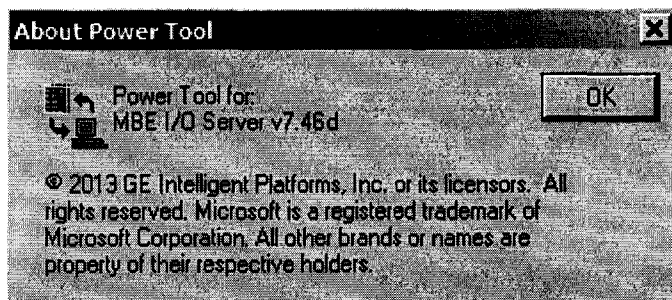 About Power Tool
Power Tool for:
MBE I/O Server v7.46d
OK
© 2013 GE Intelligent Platforms, Inc. or its licensors. All
rights reserved. Microsoft is a registered trademark of
Microsoft Corporation. All other brands or names are
property of their respective holders.